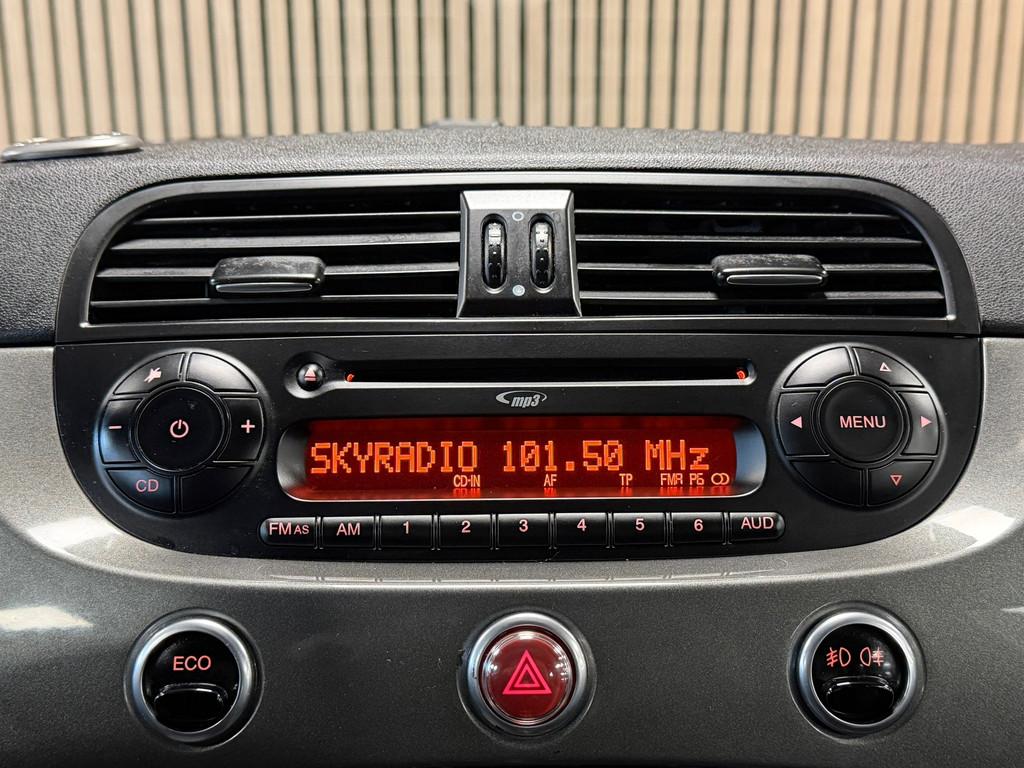 mp3
SKYRADIO 101.50 MHz
CD-IN AF TP FMR P6
+
MENU
-
CD
FM AS AM 1 2 3 4 5 6 AUD
ECO